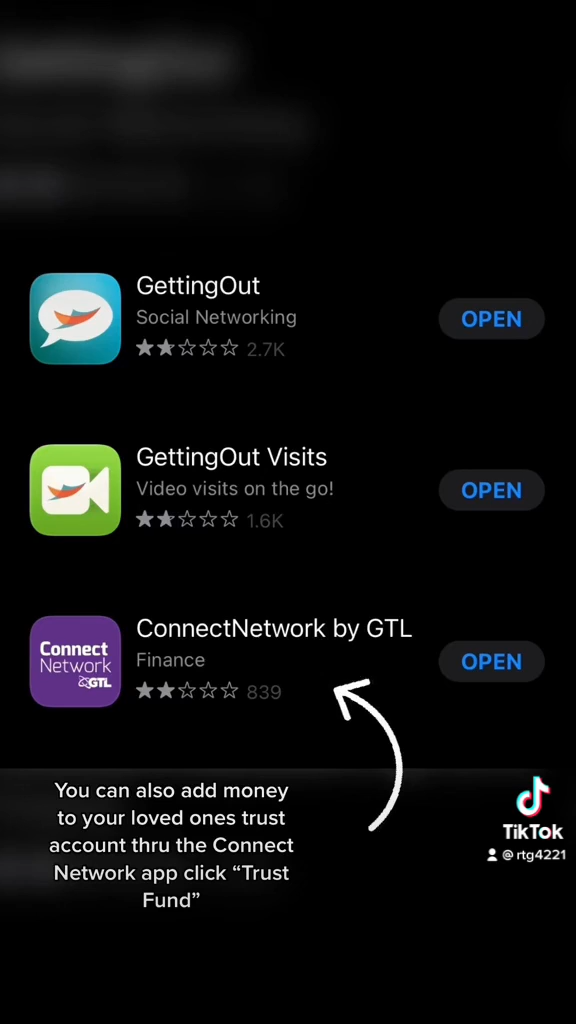 GettingOut
Social Networking
2.7K
OPEN
GettingOut Visits
Video visits on the go!
1.6K
OPEN
Connect
Network
GTL
ConnectNetwork by GTL
Finance
839
OPEN
You can also add money
to your loved ones trust
account thru the Connect
Network app click “Trust
Fund”
TikTok
@rtg4221